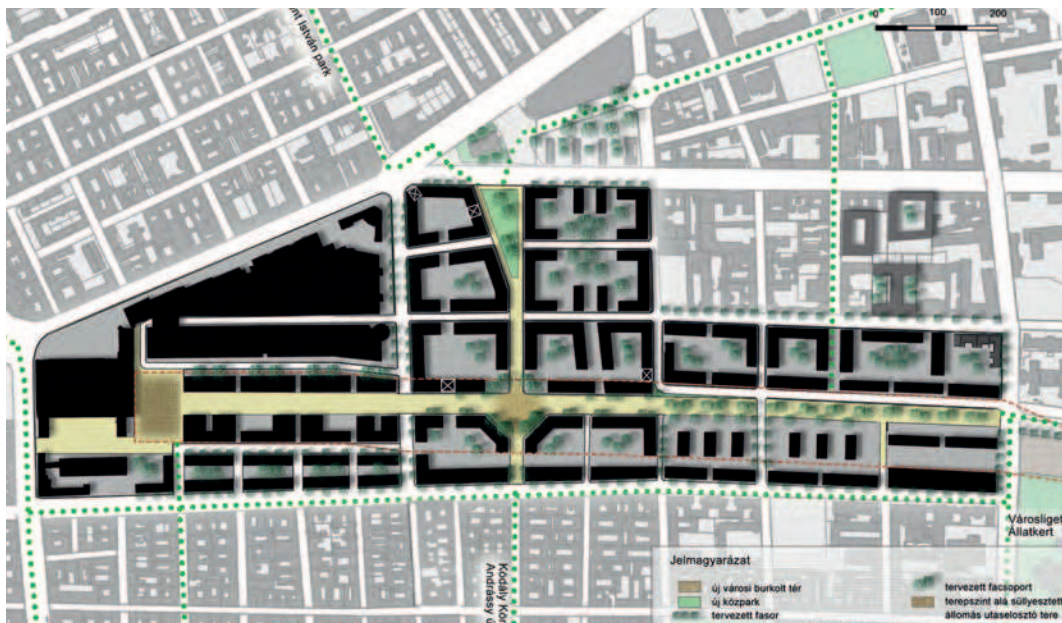 0 100 200
nt István park
Városliget
Állatkert
Kodály Kör
Andrássy ú
Jelmagyarázat
új városi burkolt tér
új közpark
tervezett fasor
tervezett facsoport
terepszint alá süllyesztett
állomás utaselosztó tere